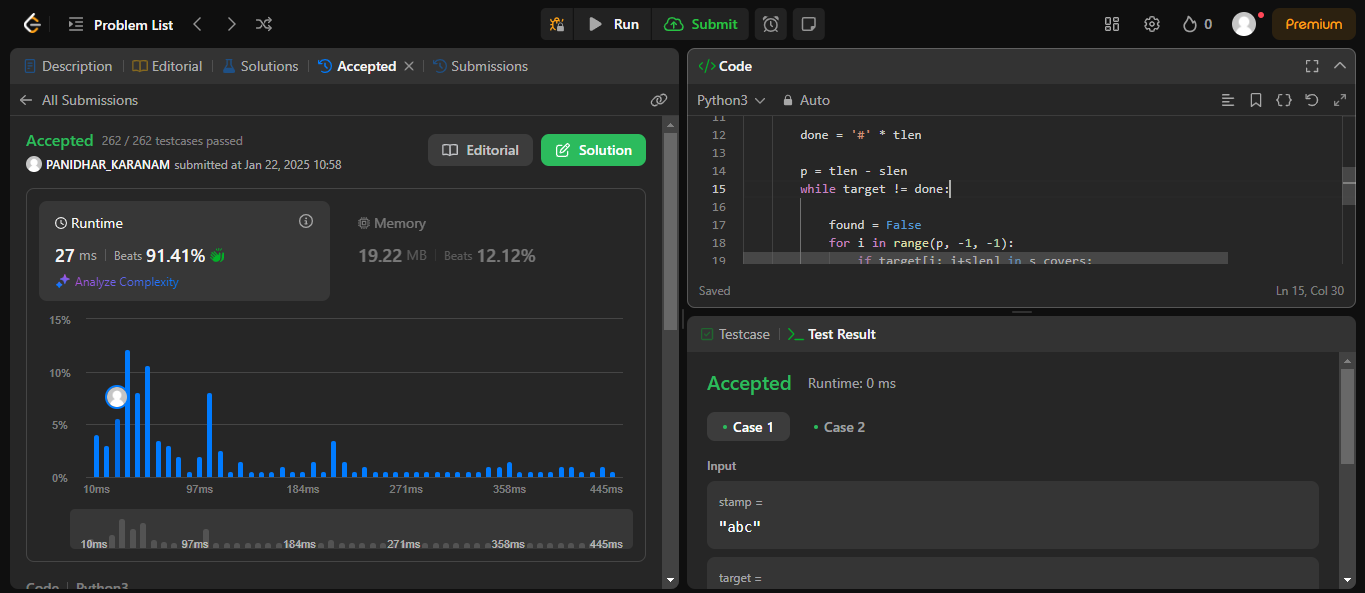 Problem List
Run
Submit
0
Premium
Description
Editorial
Solutions
Accepted
Submissions
All Submissions
Accepted 262 / 262 testcases passed
PANIDHAR_KARANAM submitted at Jan 22, 2025 10:58
Editorial
Solution
Runtime
27 ms Beats 91.41%
Analyze Complexity
Memory
19.22 MB Beats 12.12%
15%
10%
5%
0%
10ms 97ms 184ms 271ms 358ms 445ms
10ms 97ms 184ms 271ms 358ms 445ms
Code Python3
</> Code
Python3 Auto
11
12 done = '#' * tlen
13
14 p = tlen - slen
15 while target != done:
16
17 found = False
18 for i in range(p, -1, -1):
19 if target[i: i+slen] in s_covers:
Saved
Ln 15, Col 30
Testcase
>_ Test Result
Accepted Runtime: 0 ms
Case 1
Case 2
Input
stamp =
"abc"
target =